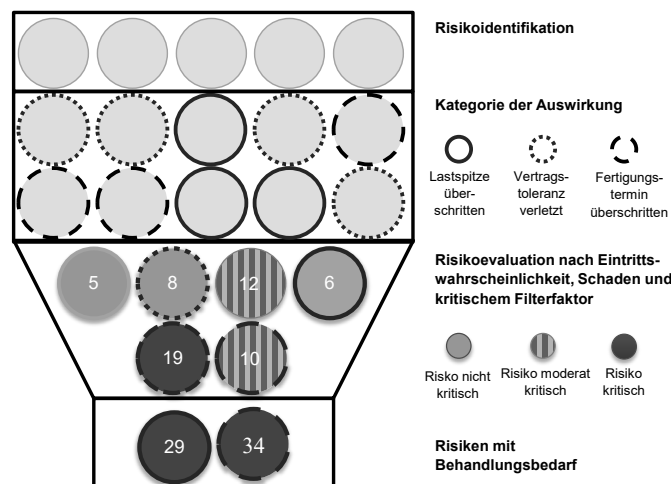 Risikoidentifikation
Kategorie der Auswirkung
Lastspitze
über-
schritten
Vertrags-
toleranz
verletzt
Fertigungs-
termin
überschritten
Risikoevaluation nach Eintritts-
wahrscheinlichkeit, Schaden und
kritischem Filterfaktor
5
8
12
6
19
10
Risko nicht
kritisch
Risiko moderat
kritisch
Risiko
kritisch
29
34
Risiken mit
Behandlungsbedarf